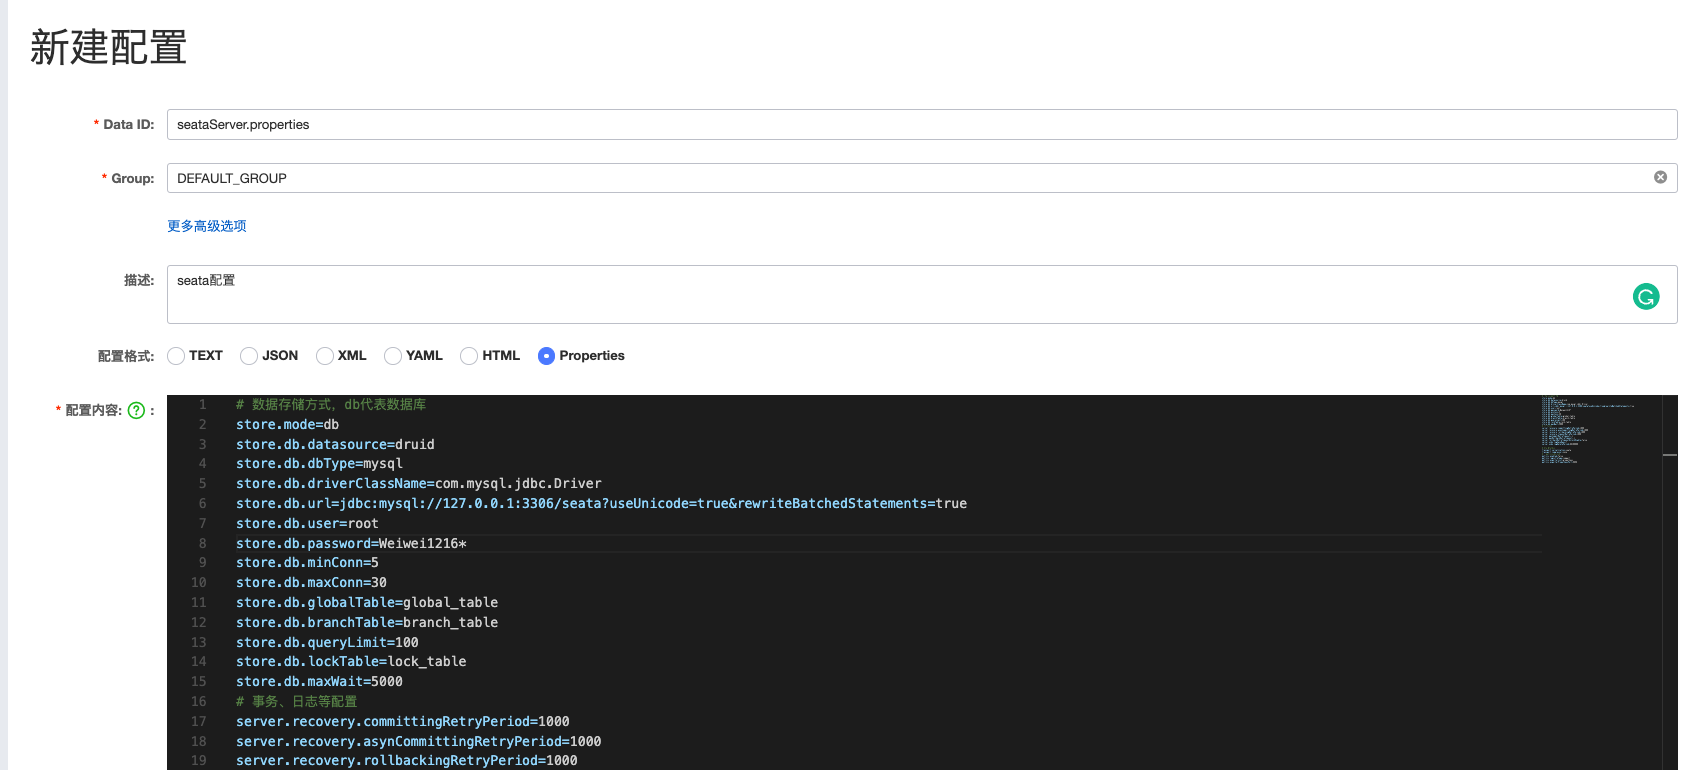 新建配置
* Data ID: seataServer.properties
* Group: DEFAULT_GROUP
更多高级选项
描述: seata配置
配置格式: TEXT JSON XML YAML HTML Properties
* 配置内容: ? :
1 # 数据存储方式，db代表数据库
2 store.mode=db
3 store.db.datasource=druid
4 store.db.dbType=mysql
5 store.db.driverClassName=com.mysql.jdbc.Driver
6 store.db.url=jdbc:mysql://127.0.0.1:3306/seata?useUnicode=true&rewriteBatchedStatements=true
7 store.db.user=root
8 store.db.password=Weiwei1216*
9 store.db.minConn=5
10 store.db.maxConn=30
11 store.db.globalTable=global_table
12 store.db.branchTable=branch_table
13 store.db.queryLimit=100
14 store.db.lockTable=lock_table
15 store.db.maxWait=5000
16 # 事务、日志等配置
17 server.recovery.committingRetryPeriod=1000
18 server.recovery.asynCommittingRetryPeriod=1000
19 server.recovery.rollbackingRetryPeriod=1000